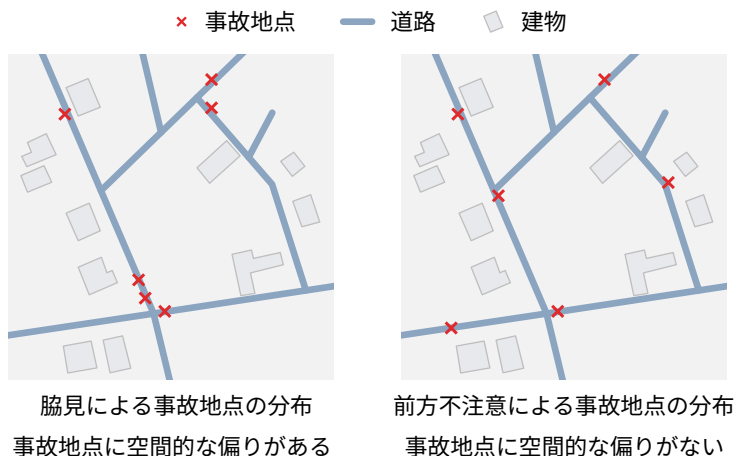 事故地点 道路 建物
脇見による事故地点の分布
事故地点に空間的な偏りがある
前方不注意による事故地点の分布
事故地点に空間的な偏りがない